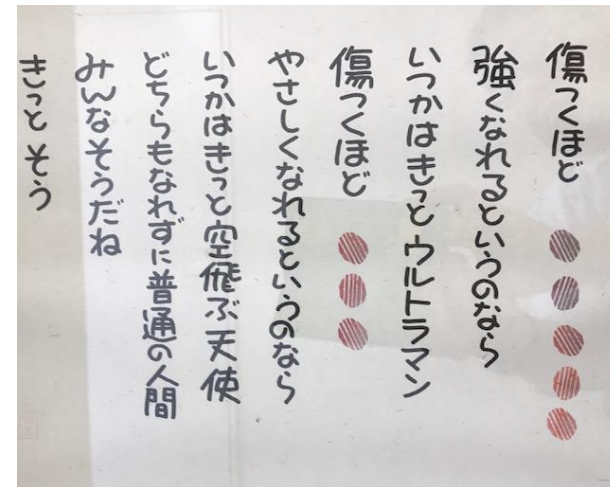 傷つくほど
強くなれるというのなら
いつかはきっとウルトラマン
傷つくほど
やさしくなれるというのなら
いつかはきっと空飛ぶ天使
どちらもなれずに普通の人間
みんなそうだね
きっとそう